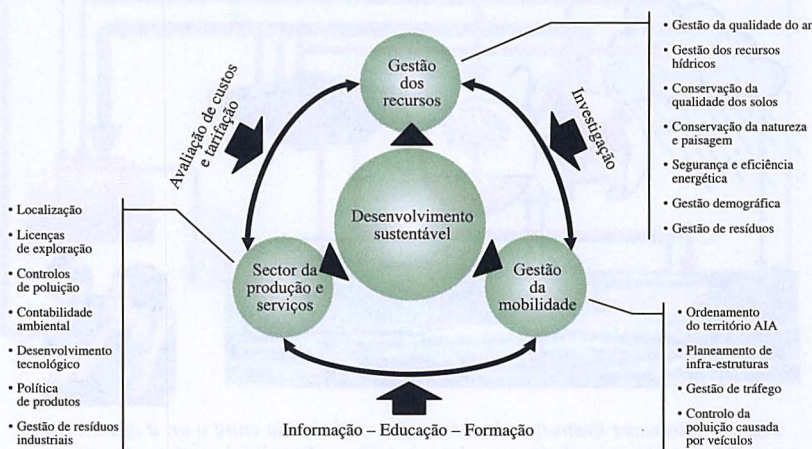 Gestão
dos
recursos
• Gestão da qualidade do ar
• Gestão dos recursos
hídricos
• Conservação da
qualidade dos solos
• Conservação da natureza
e paisagem
• Segurança e eficiência
energética
• Gestão demográfica
• Gestão de resíduos
Avaliação de custos
e tarifação
Investigação
Desenvolvimento
sustentável
• Localização
• Licenças
de exploração
• Controlos
de poluição
• Contabilidade
ambiental
• Desenvolvimento
tecnológico
• Política
de produtos
• Gestão de resíduos
industriais
Sector da
produção e
serviços
Gestão
da
mobilidade
• Ordenamento
do território AIA
• Planeamento de
infra-estruturas
• Gestão de tráfego
• Controlo da
poluição causada
por veículos
Informação – Educação – Formação